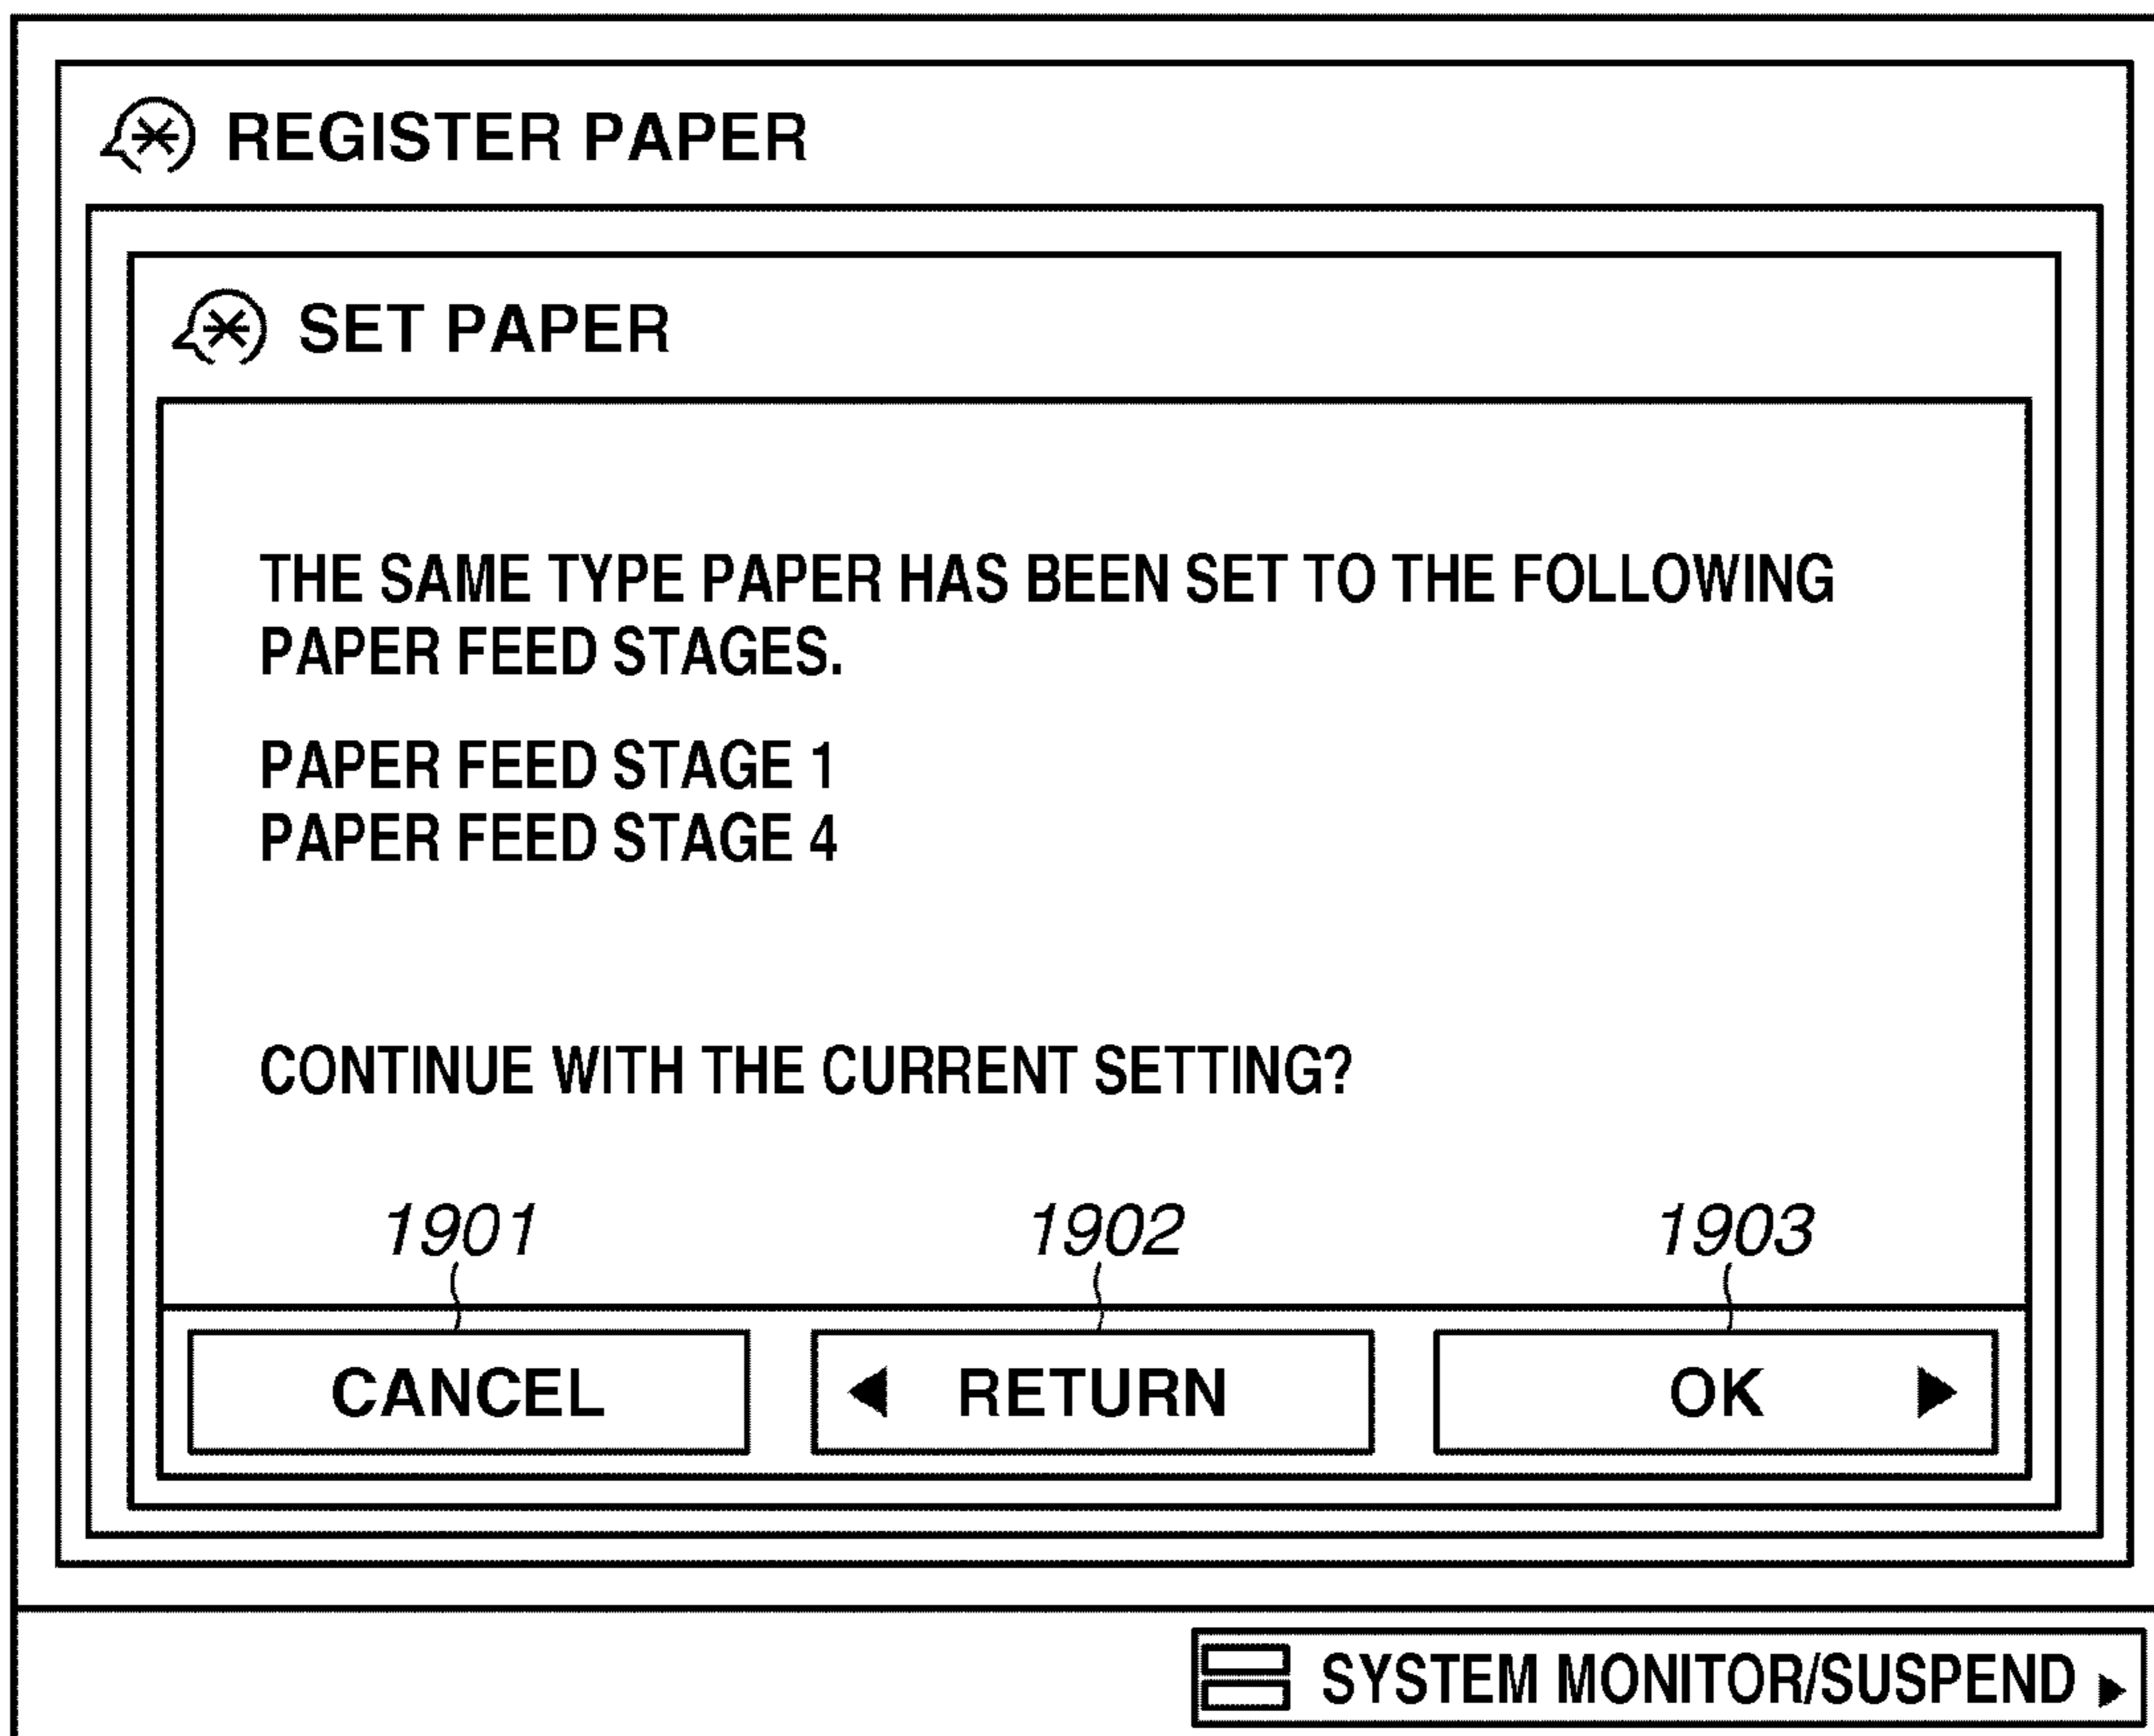 REGISTER PAPER
SET PAPER
THE SAME TYPE PAPER HAS BEEN SET TO THE FOLLOWING
PAPER FEED STAGES.
PAPER FEED STAGE 1
PAPER FEED STAGE 4
CONTINUE WITH THE CURRENT SETTING?
1901 1902 1903
CANCEL RETURN OK
SYSTEM MONITOR/SUSPEND